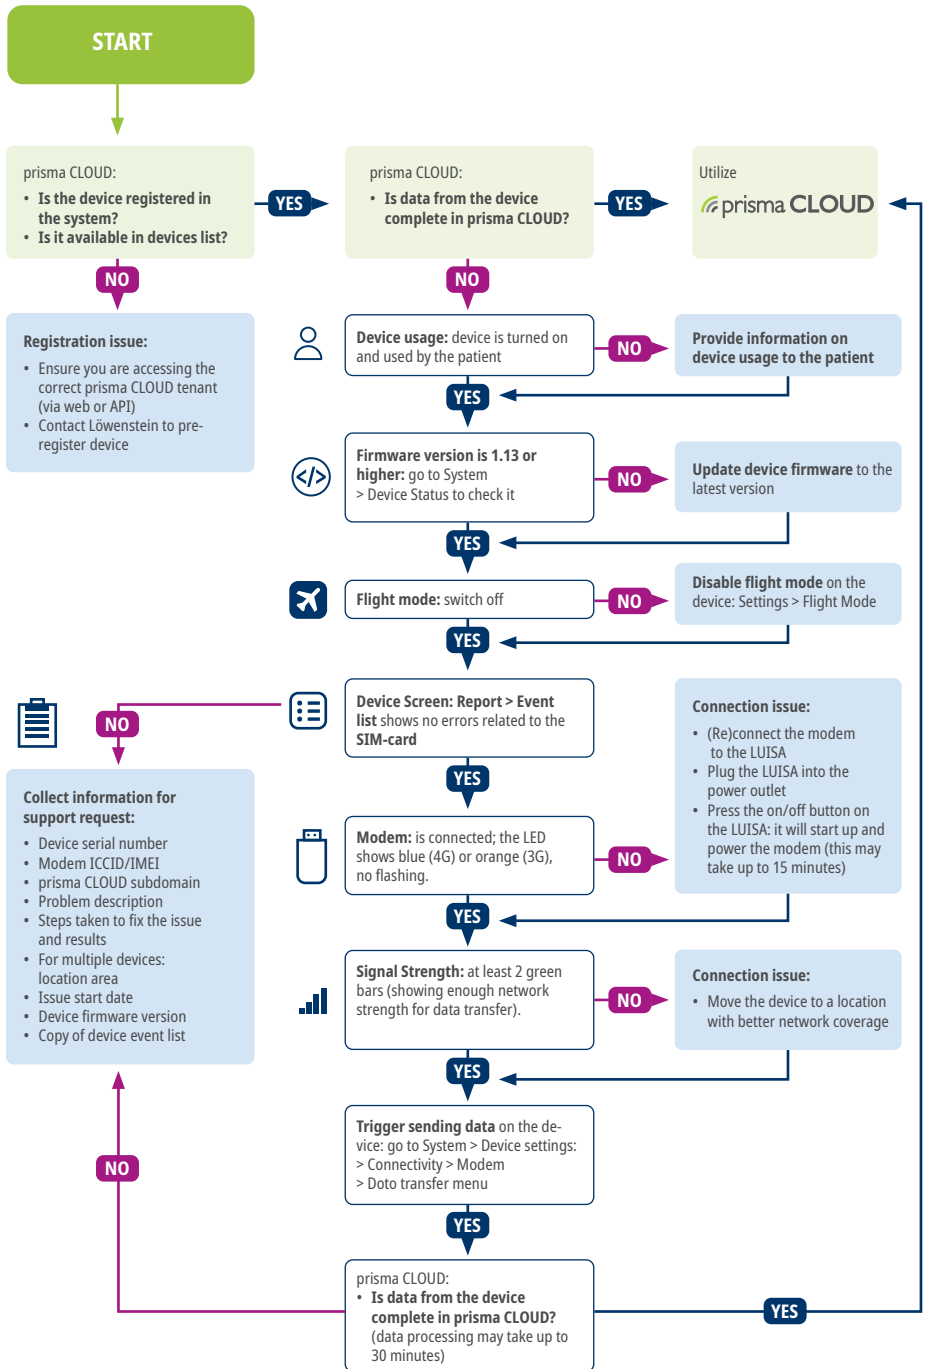 START
prisma CLOUD:
• Is the device registered in
the system?
• Is it available in devices list?
YES
prisma CLOUD:
• Is data from the device
complete in prisma CLOUD?
YES
Utilize
prisma CLOUD
NO
NO
Registration issue:
• Ensure you are accessing the
correct prisma CLOUD tenant
(via web or API)
• Contact Löwenstein to pre-
register device
Device usage: device is turned on
and used by the patient
NO
Provide information on
device usage to the patient
YES
Firmware version is 1.13 or
higher: go to System
> Device Status to check it
NO
Update device firmware to the
latest version
YES
Flight mode: switch off
NO
Disable flight mode on the
device: Settings > Flight Mode
YES
Device Screen: Report > Event
list shows no errors related to the
SIM-card
NO
YES
Connection issue:
• (Re)connect the modem
to the LUISA
• Plug the LUISA into the
power outlet
• Press the on/off button on
the LUISA: it will start up and
power the modem (this may
take up to 15 minutes)
Collect information for
support request:
• Device serial number
• Modem ICCID/IMEI
• prisma CLOUD subdomain
• Problem description
• Steps taken to fix the issue
and results
• For multiple devices:
location area
• Issue start date
• Device firmware version
• Copy of device event list
Modem: is connected; the LED
shows blue (4G) or orange (3G),
no flashing.
NO
YES
Signal Strength: at least 2 green
bars (showing enough network
strength for data transfer).
NO
Connection issue:
• Move the device to a location
with better network coverage
YES
Trigger sending data on the de-
vice: go to System > Device settings:
> Connectivity > Modem
> Doto transfer menu
NO
YES
prisma CLOUD:
• Is data from the device
complete in prisma CLOUD?
(data processing may take up to
30 minutes)
YES